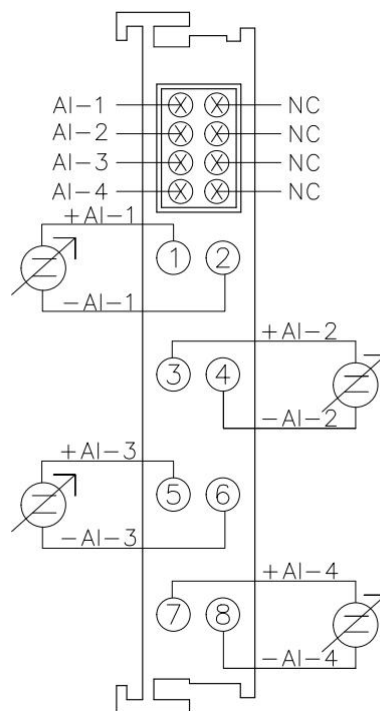 AI-1 NC
AI-2 NC
AI-3 NC
AI-4 NC
+AI-1
1 2
-AI-1
+AI-2
3 4
-AI-2
+AI-3
5 6
-AI-3
+AI-4
7 8
-AI-4